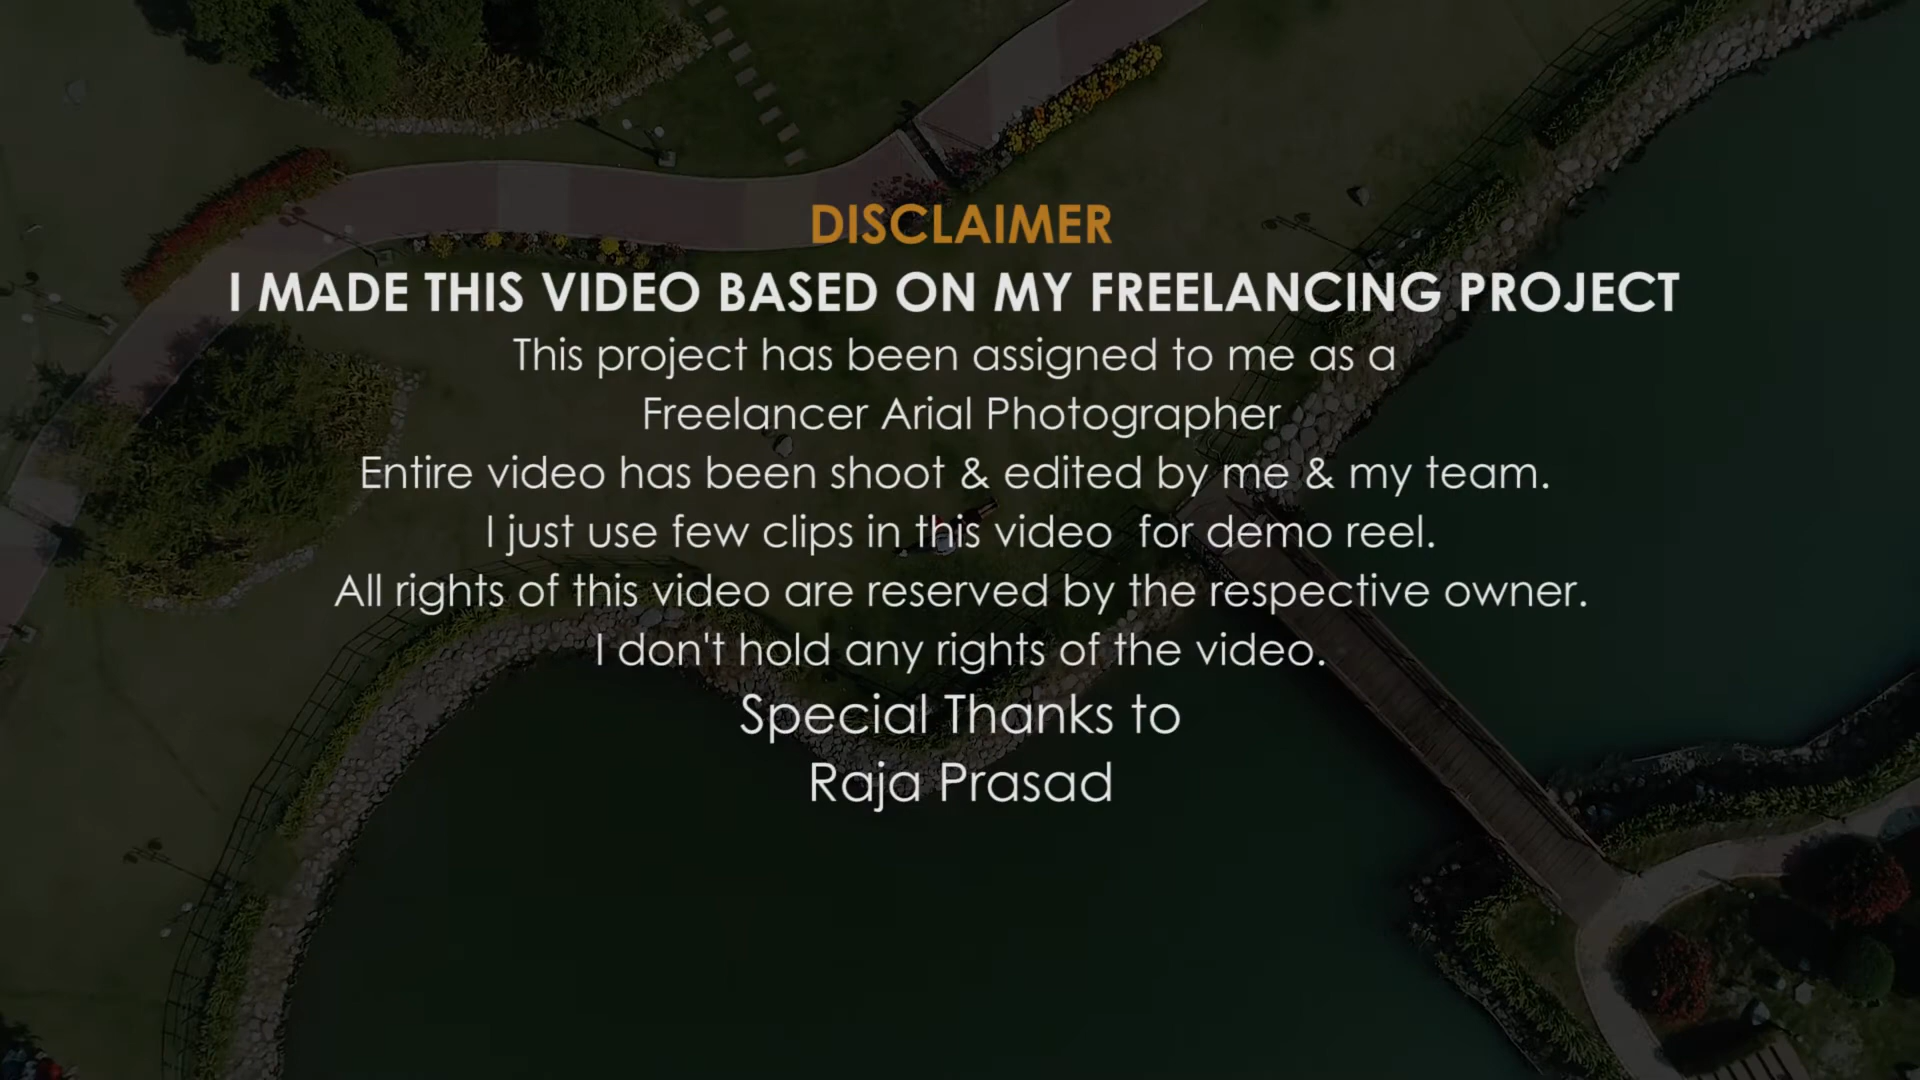 DISCLAIMER
I MADE THIS VIDEO BASED ON MY FREELANCING PROJECT
This project has been assigned to me as a
Freelancer Arial Photographer
Entire video has been shoot & edited by me & my team.
I just use few clips in this video  for demo reel.
All rights of this video are reserved by the respective owner.
I don't hold any rights of the video.
Special Thanks to
Raja Prasad